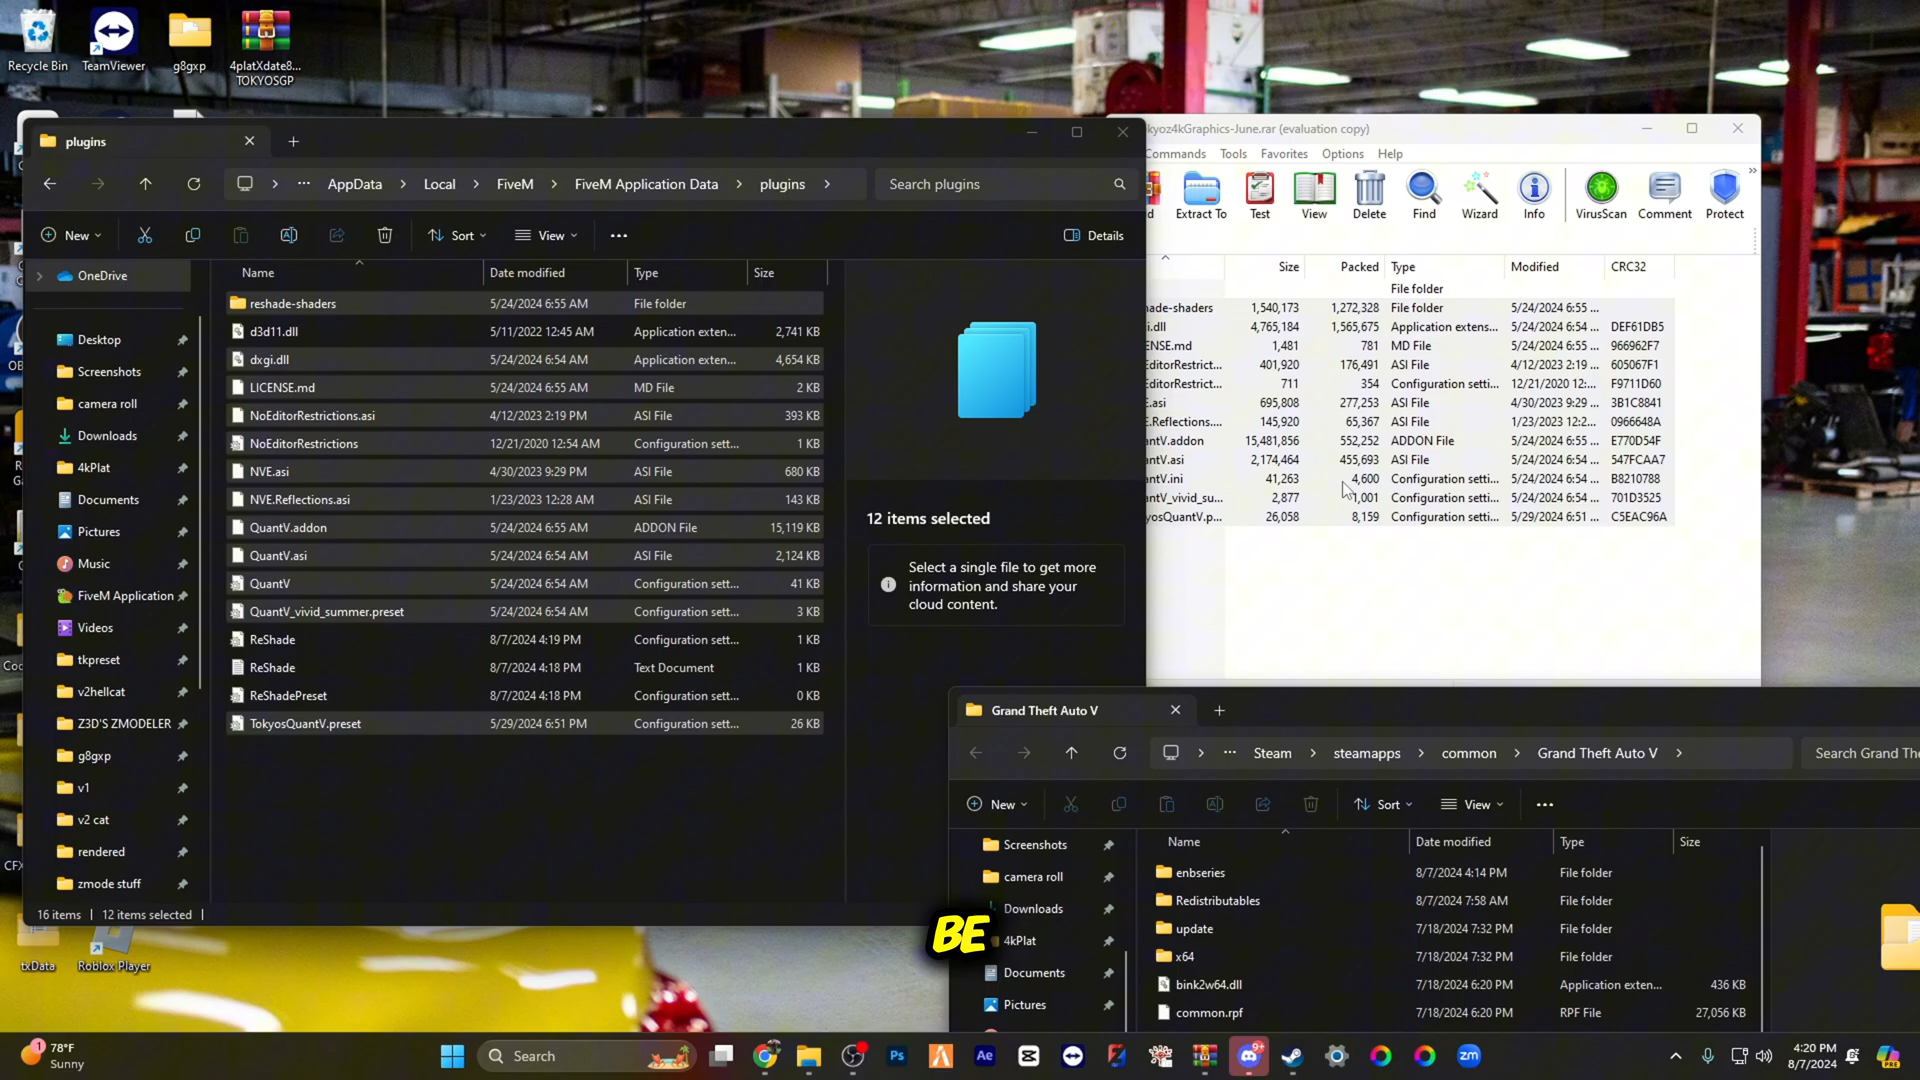 Recycle Bin
TeamViewer
g8gxp
4platXdate8...
TOKYOSGP
plugins
AppData
Local
FiveM
FiveM Application Data
plugins
Search plugins
New
Sort
View
Details
OneDrive
Desktop
Screenshots
camera roll
Downloads
4kPlat
Documents
Pictures
Music
FiveM Application
Videos
tkpreset
v2hellcat
Z3D'S ZMODELER
g8gxp
v1
v2 cat
rendered
zmode stuff
Name Date modified Type Size
reshade-shaders 5/24/2024 6:55 AM File folder
d3d11.dll 5/11/2022 12:45 AM Application exten... 2,741 KB
dxgi.dll 5/24/2024 6:54 AM Application exten... 4,654 KB
LICENSE.md 5/24/2024 6:55 AM MD File 2 KB
NoEditorRestrictions.asi 4/12/2023 2:19 PM ASI File 393 KB
NoEditorRestrictions 12/21/2020 12:54 AM Configuration sett... 1 KB
NVE.asi 4/30/2023 9:29 PM ASI File 680 KB
NVE.Reflections.asi 1/23/2023 12:28 AM ASI File 143 KB
QuantV.addon 5/24/2024 6:55 AM ADDON File 15,119 KB
QuantV.asi 5/24/2024 6:54 AM ASI File 2,124 KB
QuantV 5/24/2024 6:54 AM Configuration sett... 41 KB
QuantV_vivid_summer.preset 5/24/2024 6:54 AM Configuration sett... 3 KB
ReShade 8/7/2024 4:19 PM Configuration sett... 1 KB
ReShade 8/7/2024 4:18 PM Text Document 1 KB
ReShadePreset 8/7/2024 4:18 PM Configuration sett... 0 KB
TokyosQuantV.preset 5/29/2024 6:51 PM Configuration sett... 26 KB
12 items selected
Select a single file to get more
information and share your
cloud content.
16 items
12 items selected
kyoz4kGraphics-June.rar (evaluation copy)
Commands Tools Favorites Options Help
d Extract To Test View Delete Find Wizard Info VirusScan Comment Protect
Size Packed Type Modified CRC32
File folder
ade-shaders 1,540,173 1,272,328 File folder 5/24/2024 6:55 ...
i.dll 4,765,184 1,565,675 Application extens... 5/24/2024 6:54 ... DEF61DB5
ENSE.md 1,481 781 MD File 5/24/2024 6:55 ... 966962F7
EditorRestrict... 401,920 176,491 ASI File 4/12/2023 2:19 ... 605067F1
EditorRestrict... 711 354 Configuration setti... 12/21/2020 12:... F9711D60
E.asi 695,808 277,253 ASI File 4/30/2023 9:29 ... 3B1C8841
E.Reflections.... 145,920 65,367 ASI File 1/23/2023 12:2... 0966648A
antV.addon 15,481,856 552,252 ADDON File 5/24/2024 6:55 ... E770D54F
antV.asi 2,174,464 455,693 ASI File 5/24/2024 6:54 ... 547FCAA7
antV.ini 41,263 4,600 Configuration setti... 5/24/2024 6:54 ... B8210788
antV_vivid_su... 2,877 1,001 Configuration setti... 5/24/2024 6:54 ... 701D3525
yosQuantV.p... 26,058 8,159 Configuration setti... 5/29/2024 6:51 ... C5EAC96A
Grand Theft Auto V
Steam
steamapps
common
Grand Theft Auto V
Search Grand The
New
Sort
View
Screenshots
camera roll
Downloads
4kPlat
Documents
Pictures
Name Date modified Type Size
enbseries 8/7/2024 4:14 PM File folder
Redistributables 8/7/2024 7:58 AM File folder
update 7/18/2024 7:32 PM File folder
x64 7/18/2024 7:32 PM File folder
bink2w64.dll 7/18/2024 6:20 PM Application exten... 436 KB
common.rpf 7/18/2024 6:20 PM RPF File 27,056 KB
BE
txData
Roblox Player
1
78°F
Sunny
Search
Ps
Ae
9+
zm
4:20 PM
8/7/2024
PRE